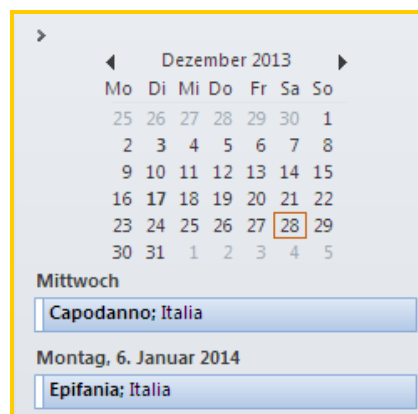 Dezember 2013
Mo Di Mi Do Fr Sa So
25 26 27 28 29 30 1
2 3 4 5 6 7 8
9 10 11 12 13 14 15
16 17 18 19 20 21 22
23 24 25 26 27 28 29
30 31 1 2 3 4 5
Mittwoch
Capodanno; Italia
Montag, 6. Januar 2014
Epifania; Italia